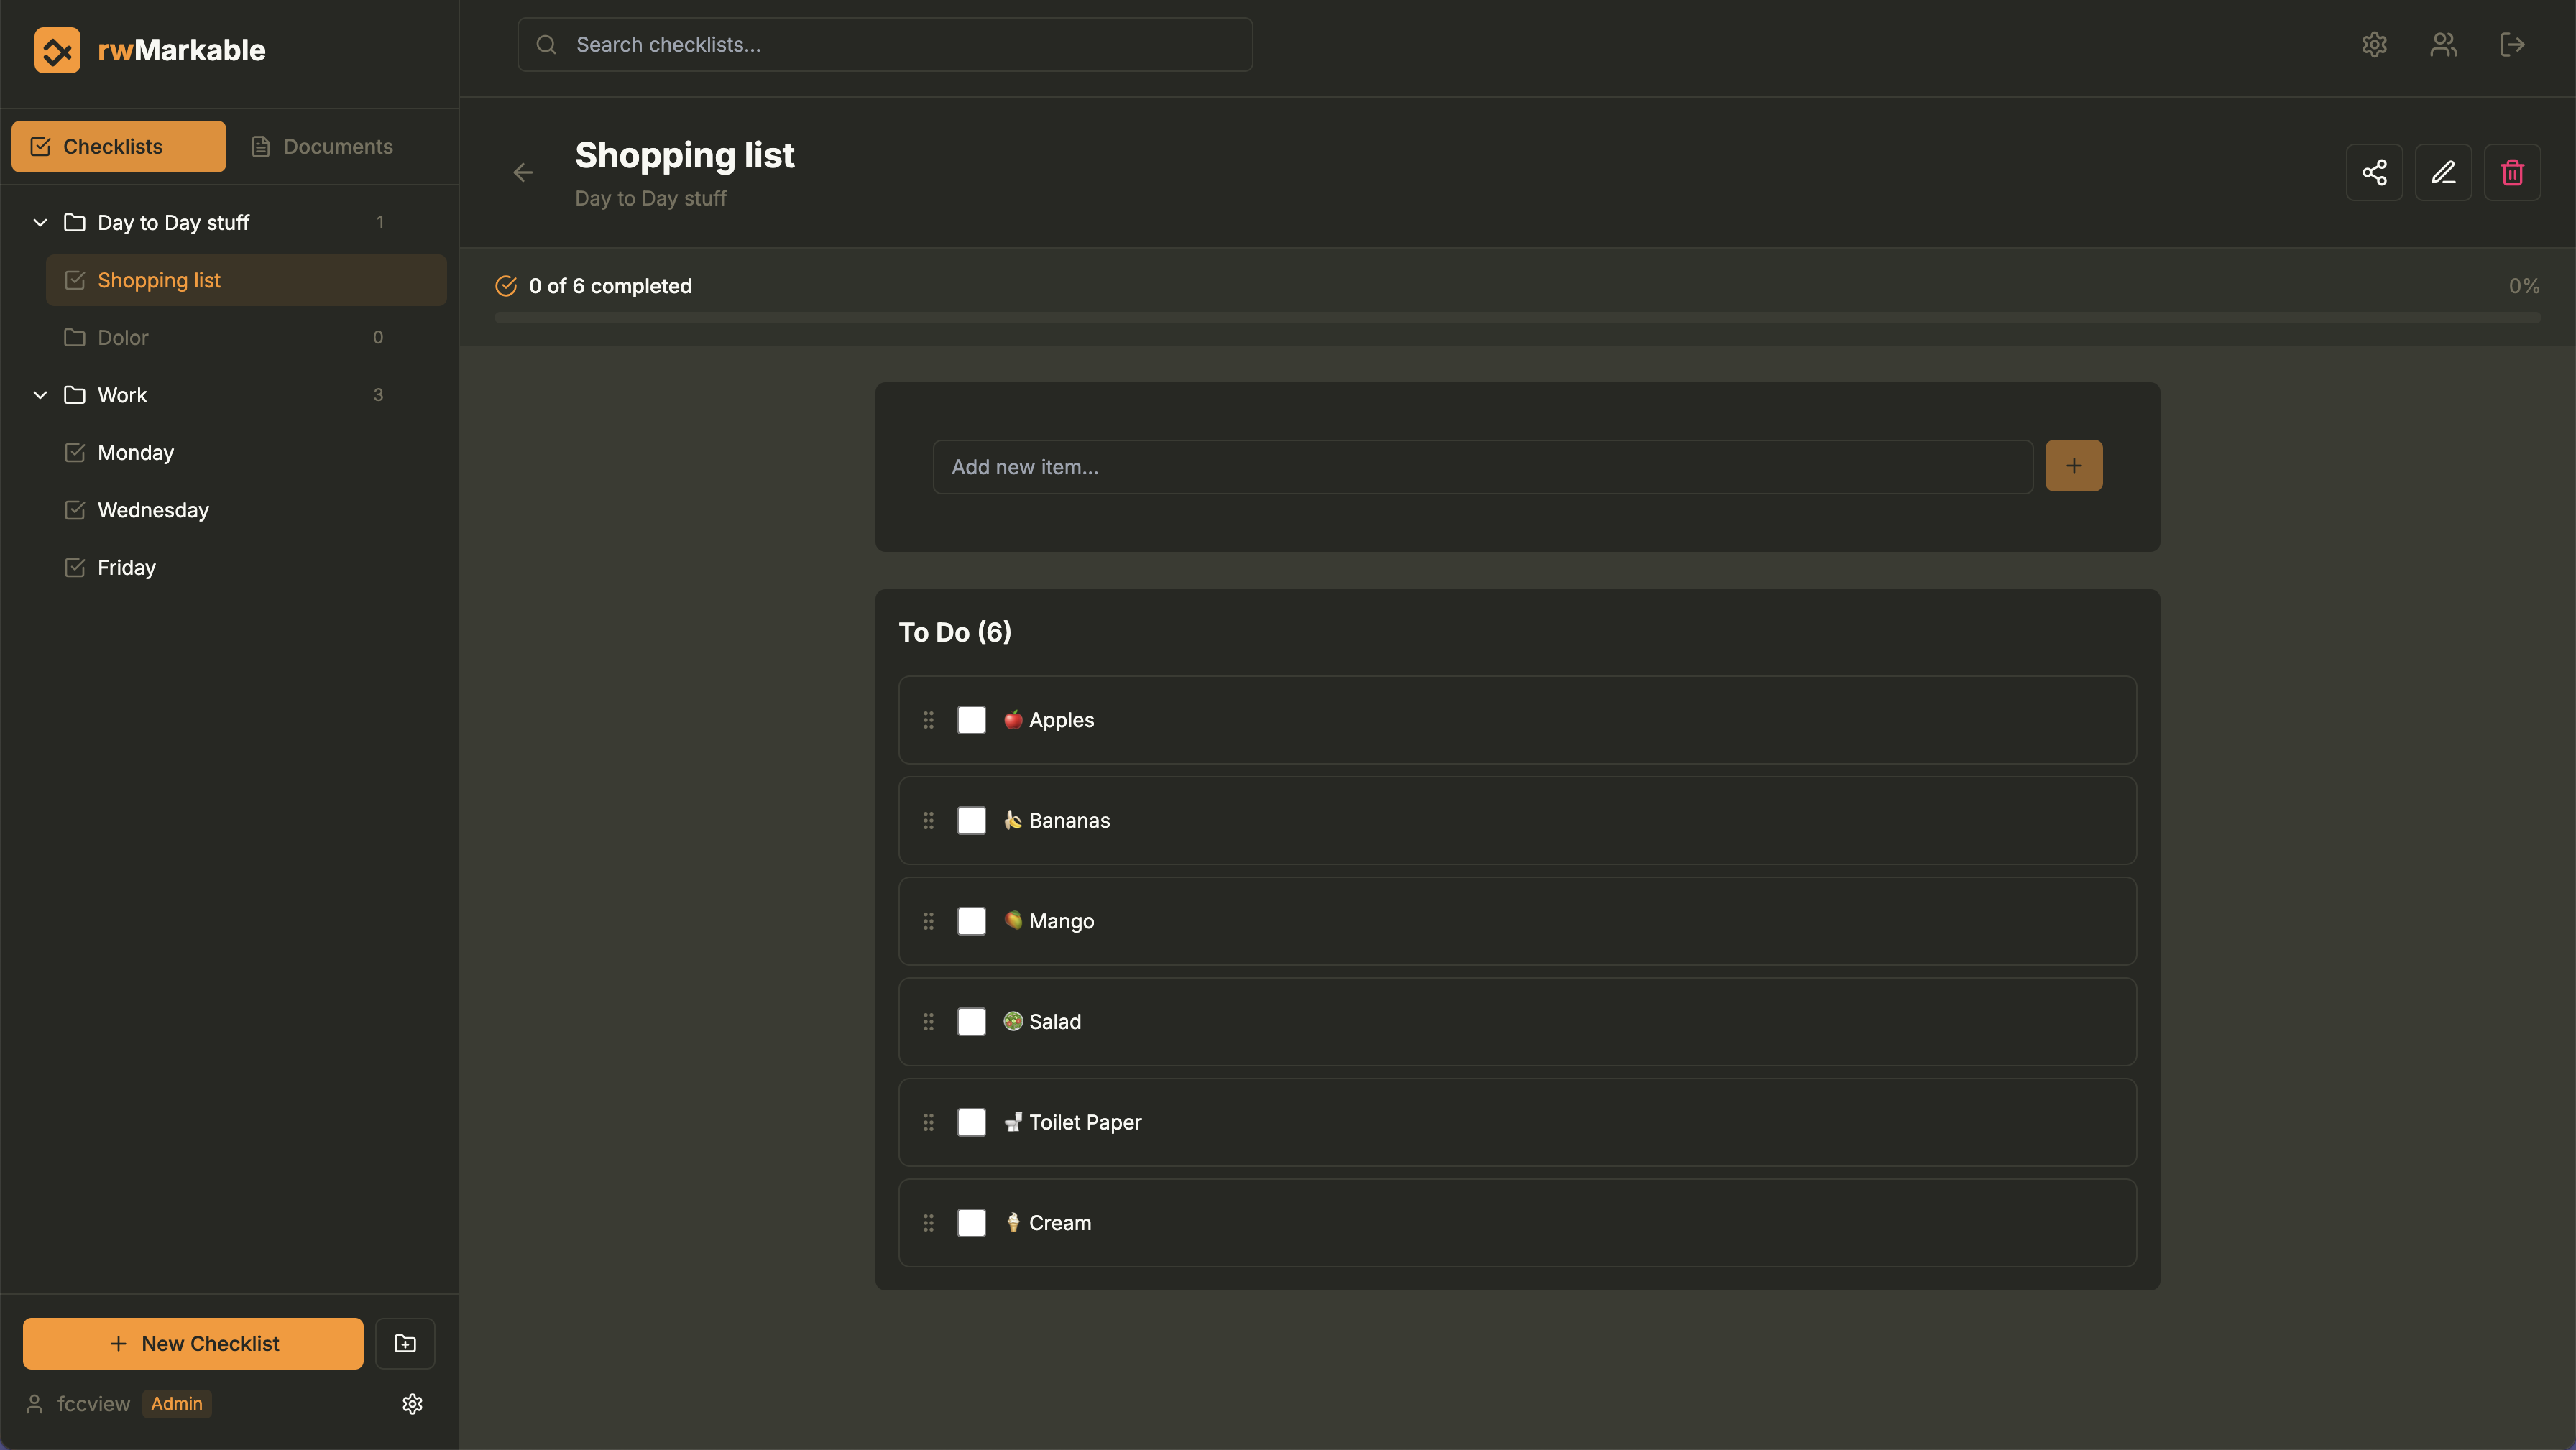 rwMarkable
Search checklists...
Checklists
Documents
Shopping list
Day to Day stuff
Day to Day stuff 1
Shopping list
Dolor 0
Work 3
Monday
Wednesday
Friday
0 of 6 completed
0%
Add new item...
+
To Do (6)
🍎 Apples
🍌 Bananas
🥭 Mango
🥗 Salad
🚽 Toilet Paper
🍦 Cream
+ New Checklist
fccview Admin